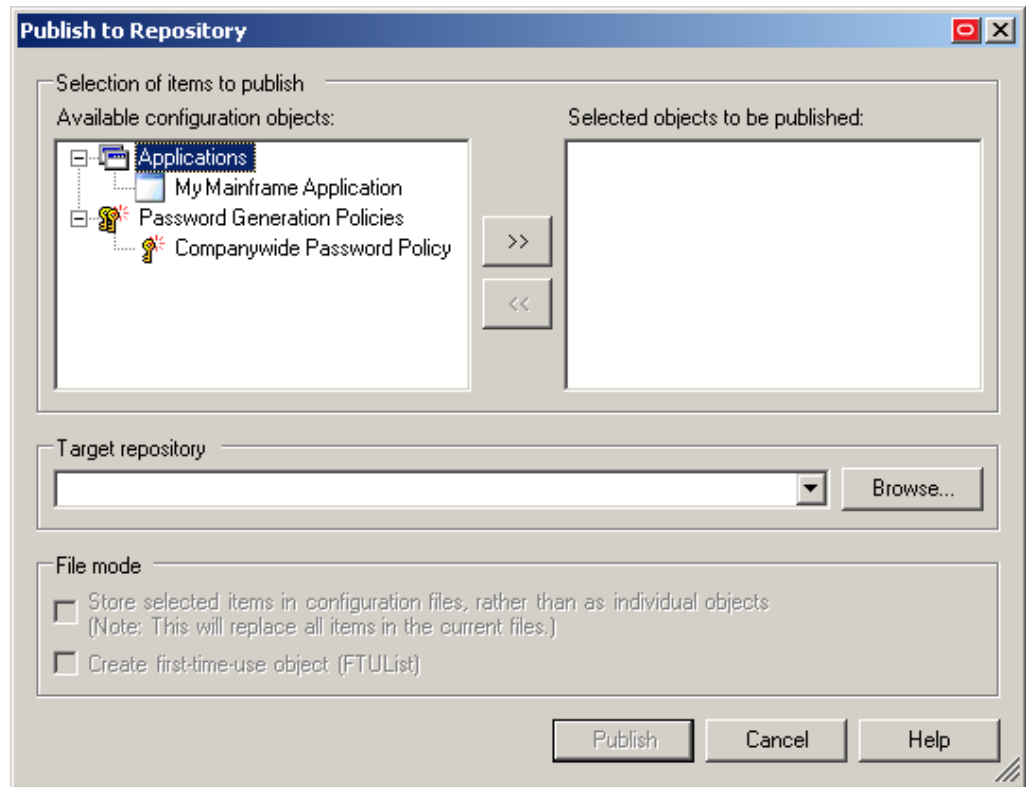 Publish to Repository
Selection of items to publish
Available configuration objects:
Selected objects to be published:
Applications
My Mainframe Application
Password Generation Policies
Companywide Password Policy
>>
<<
Target repository
Browse...
File mode
Store selected items in configuration files, rather than as individual objects
(Note: This will replace all items in the current files.)
Create first-time-use object (FTUList)
Publish
Cancel
Help